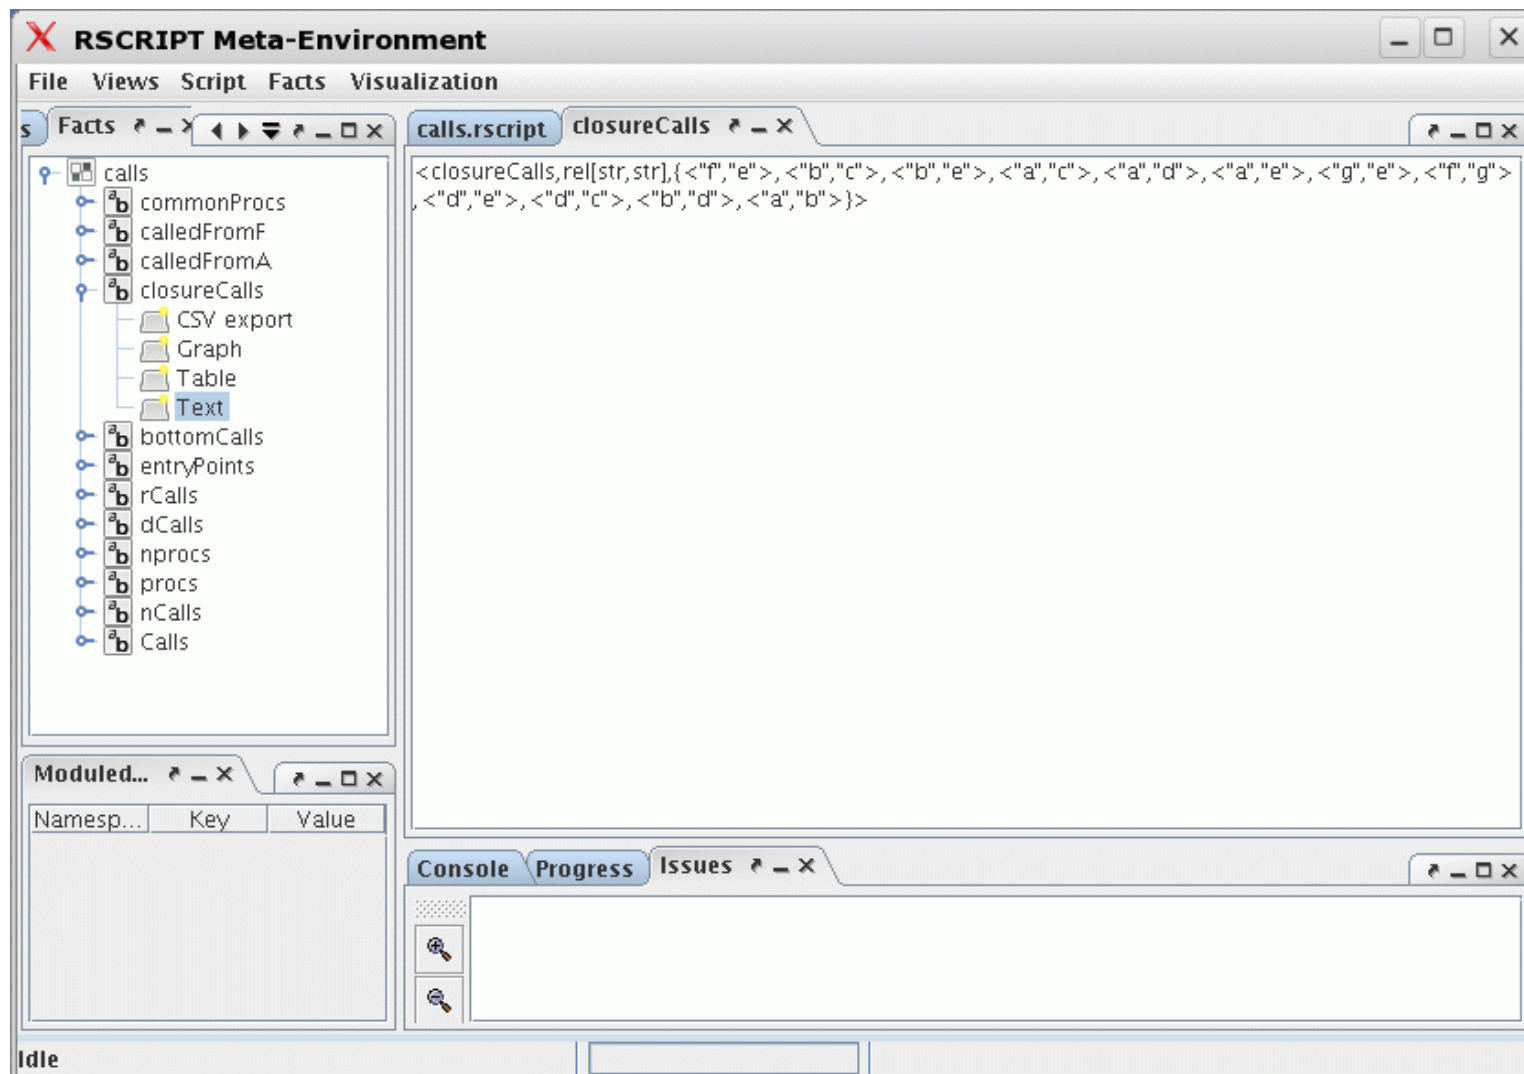 RSCRIPT Meta-Environment
File Views Script Facts Visualization
s Facts
calls
commonProcs
calledFromF
calledFromA
closureCalls
CSV export
Graph
Table
Text
bottomCalls
entryPoints
rCalls
dCalls
nprocs
procs
nCalls
Calls
calls.rscript closureCalls
<closureCalls,rel[str,str],{<"f","e">,<"b","c">,<"b","e">,<"a","c">,<"a","d">,<"a","e">,<"g","e">,<"f","g">
,<"d","e">,<"d","c">,<"b","d">,<"a","b">}>
Moduled...
Namesp... Key Value
Console Progress Issues
Idle